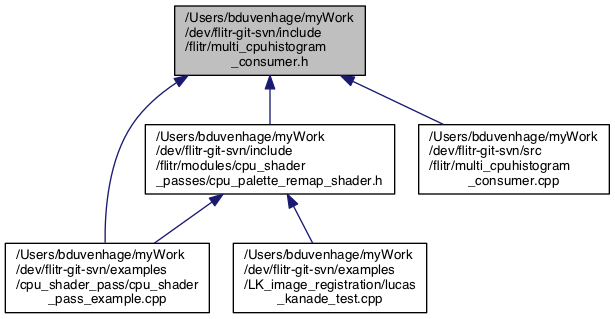 /Users/bduvenhage/myWork
/dev/flitr-git-svn/include
/flitr/multi_cpuhistogram
_consumer.h
/Users/bduvenhage/myWork
/dev/flitr-git-svn/include
/flitr/modules/cpu_shader
_passes/cpu_palette_remap_shader.h
/Users/bduvenhage/myWork
/dev/flitr-git-svn/src
/flitr/multi_cpuhistogram
_consumer.cpp
/Users/bduvenhage/myWork
/dev/flitr-git-svn/examples
/cpu_shader_pass/cpu_shader
_pass_example.cpp
/Users/bduvenhage/myWork
/dev/flitr-git-svn/examples
/LK_image_registration/lucas
_kanade_test.cpp